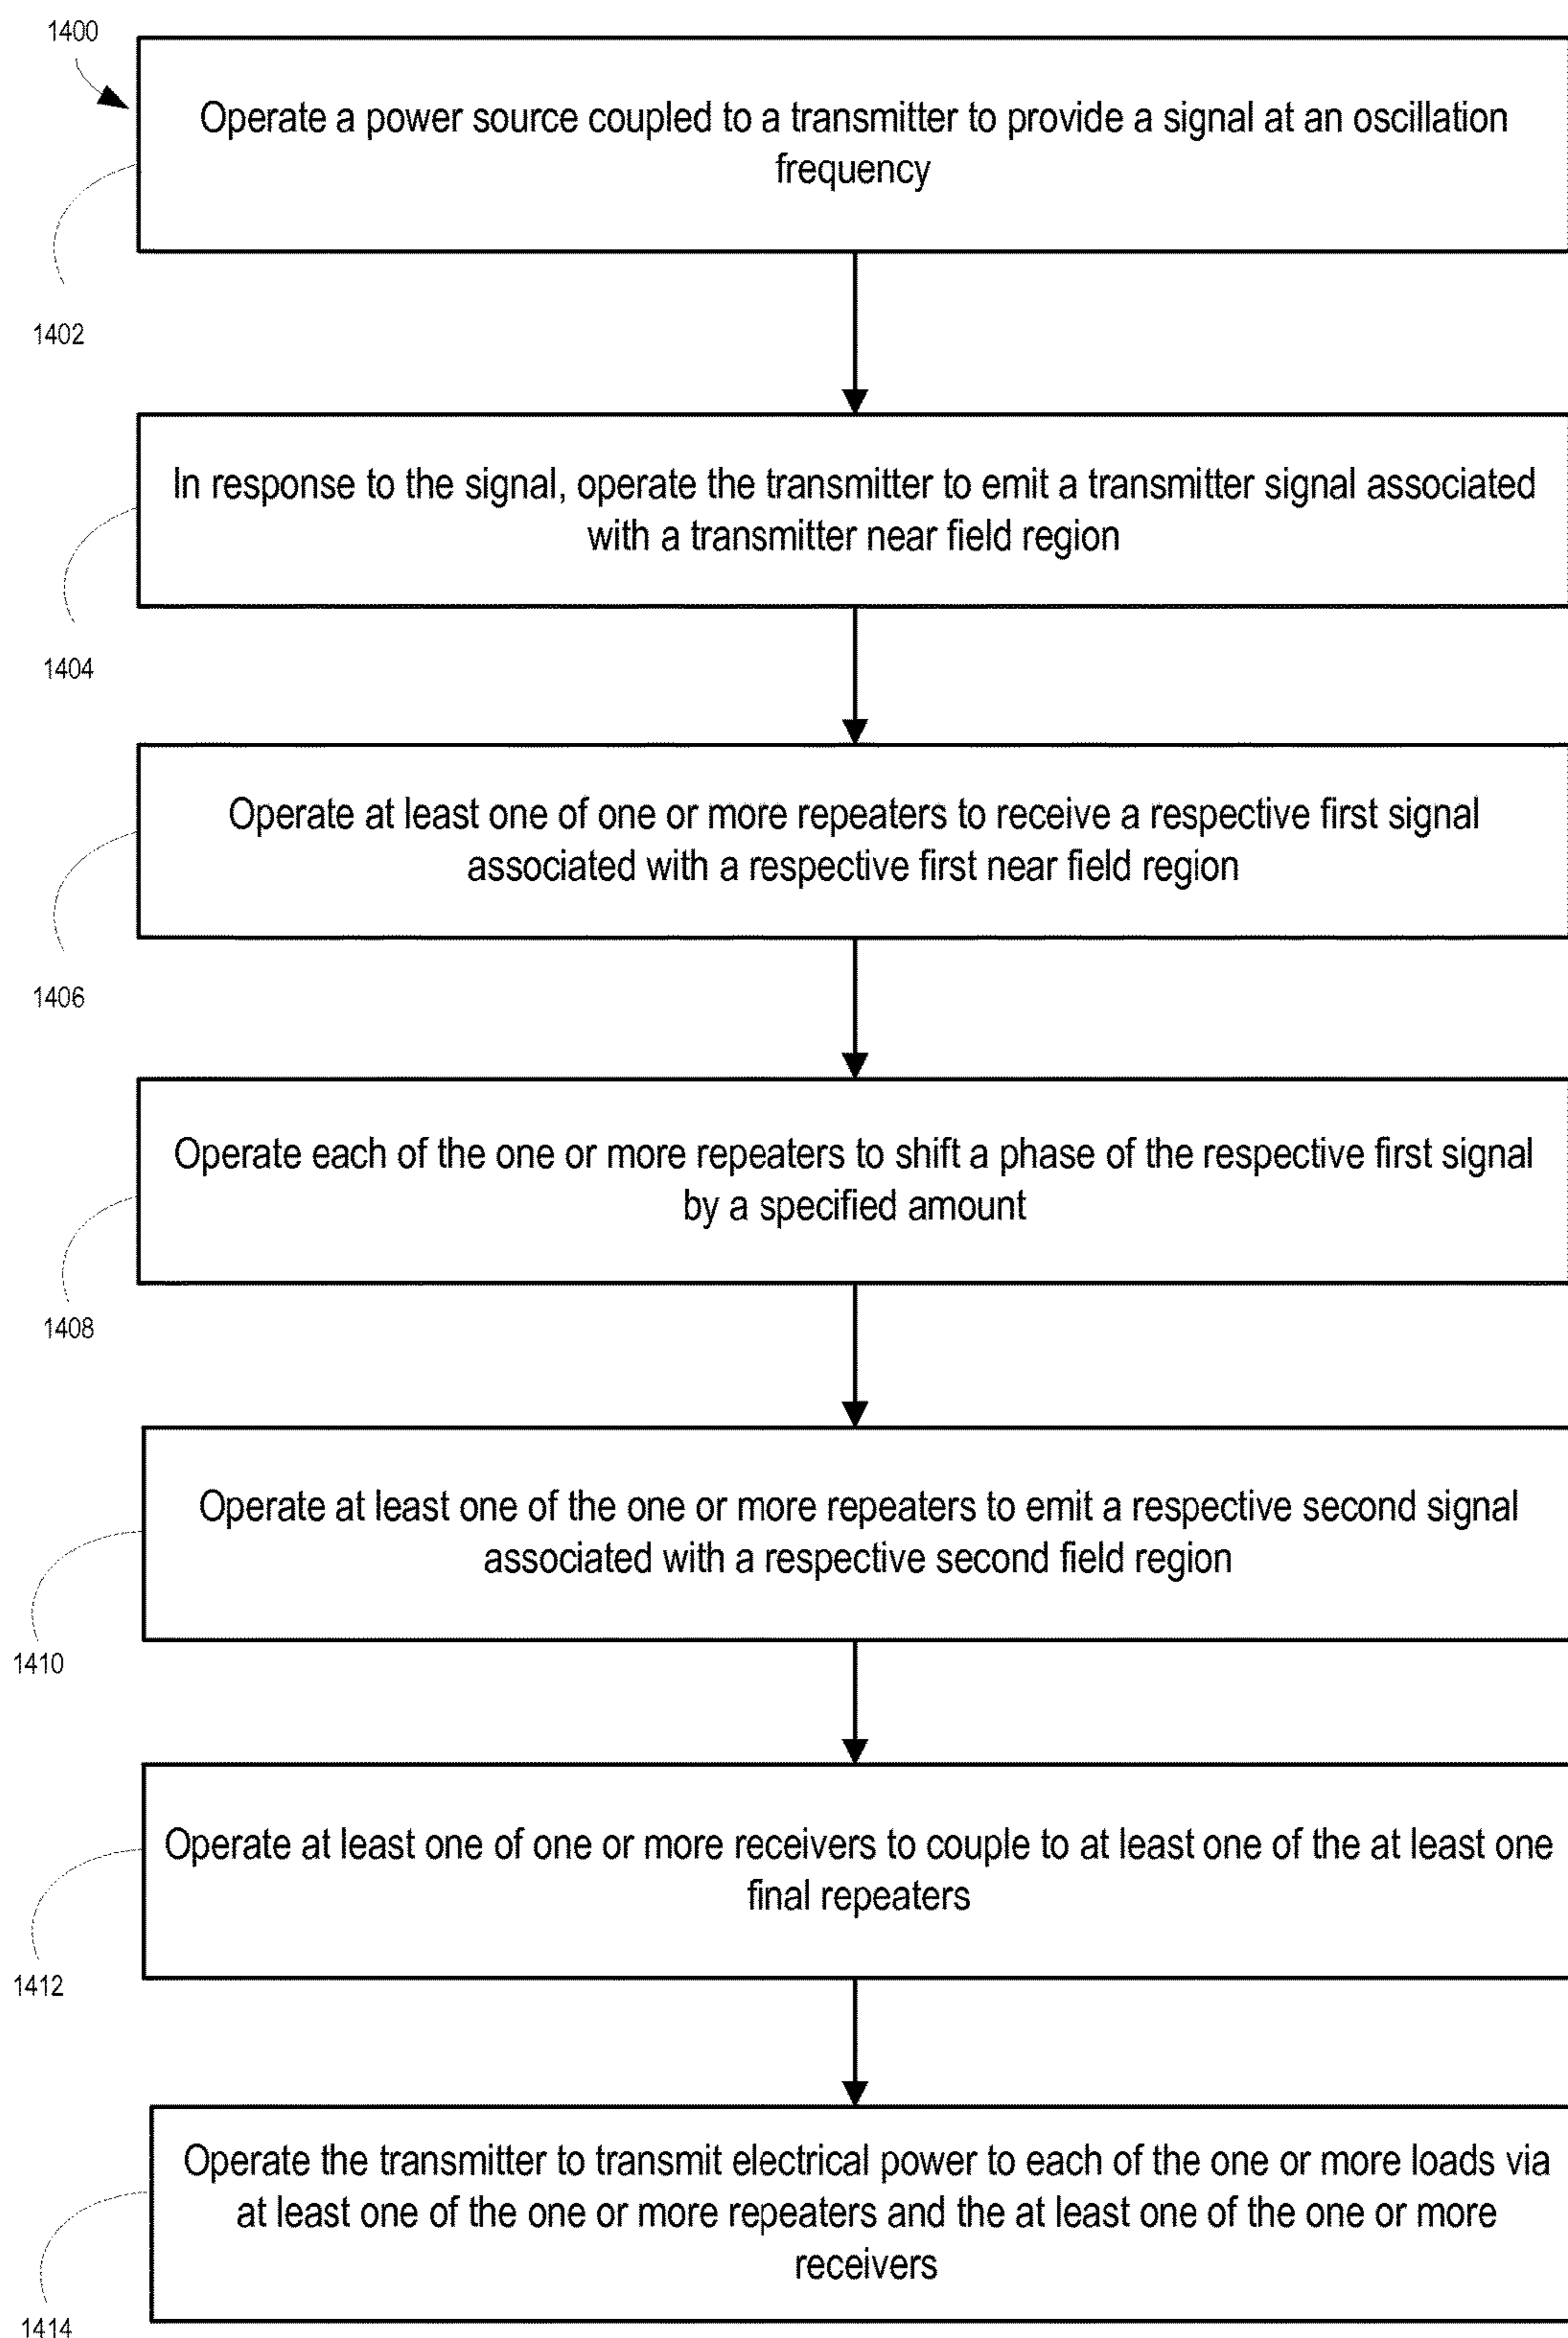 1400
Operate a power source coupled to a transmitter to provide a signal at an oscillation
frequency
1402
In response to the signal, operate the transmitter to emit a transmitter signal associated
with a transmitter near field region
1404
Operate at least one of one or more repeaters to receive a respective first signal
associated with a respective first near field region
1406
Operate each of the one or more repeaters to shift a phase of the respective first signal
by a specified amount
1408
Operate at least one of the one or more repeaters to emit a respective second signal
associated with a respective second field region
1410
Operate at least one of one or more receivers to couple to at least one of the at least one
final repeaters
1412
Operate the transmitter to transmit electrical power to each of the one or more loads via
at least one of the one or more repeaters and the at least one of the one or more
receivers
1414